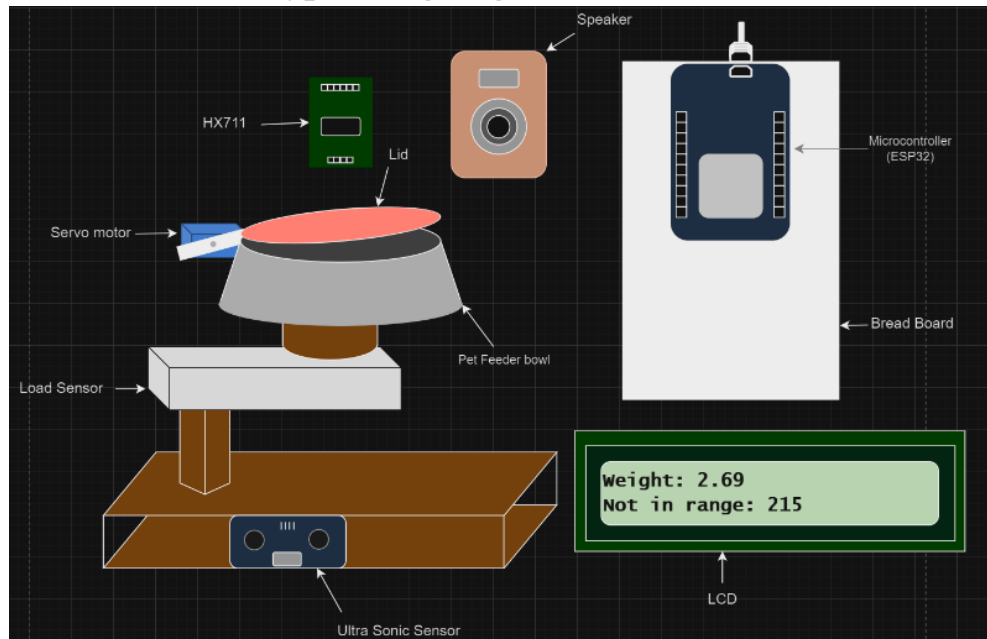 Speaker
HX711
Lid
Microcontroller
(ESP32)
Servo motor
Bread Board
Pet Feeder bowl
Load Sensor
Weight: 2.69
Not in range: 215
LCD
Ultra Sonic Sensor